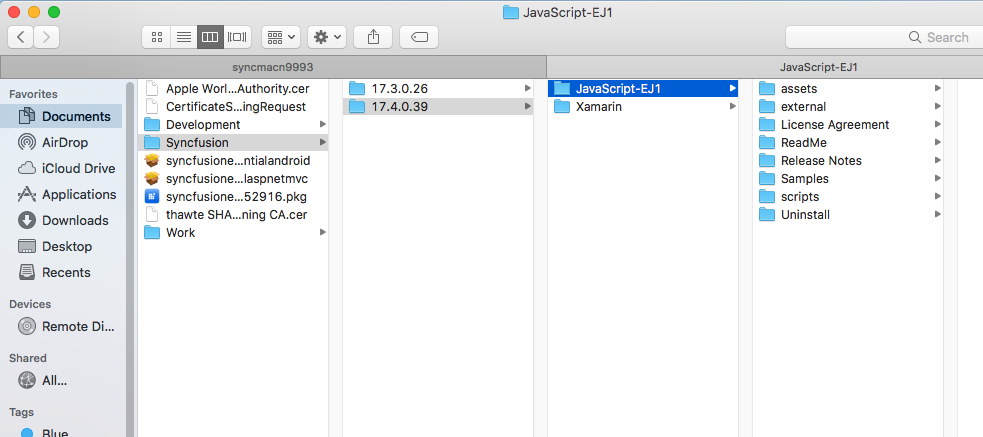 JavaScript-EJ1
Search
syncmacn9993
JavaScript-EJ1
Favorites
Documents
AirDrop
iCloud Drive
Applications
Downloads
Desktop
Recents
Devices
Remote Di...
Shared
All...
Tags
Blue
Apple Worl...Authority.cer
CertificateS...ingRequest
Development
Syncfusion
syncfusione...ntialandroid
syncfusione...laspnetmvc
syncfusione...52916.pkg
thawte SHA...ning CA.cer
Work
17.3.0.26
17.4.0.39
JavaScript-EJ1
Xamarin
assets
external
License Agreement
ReadMe
Release Notes
Samples
scripts
Uninstall